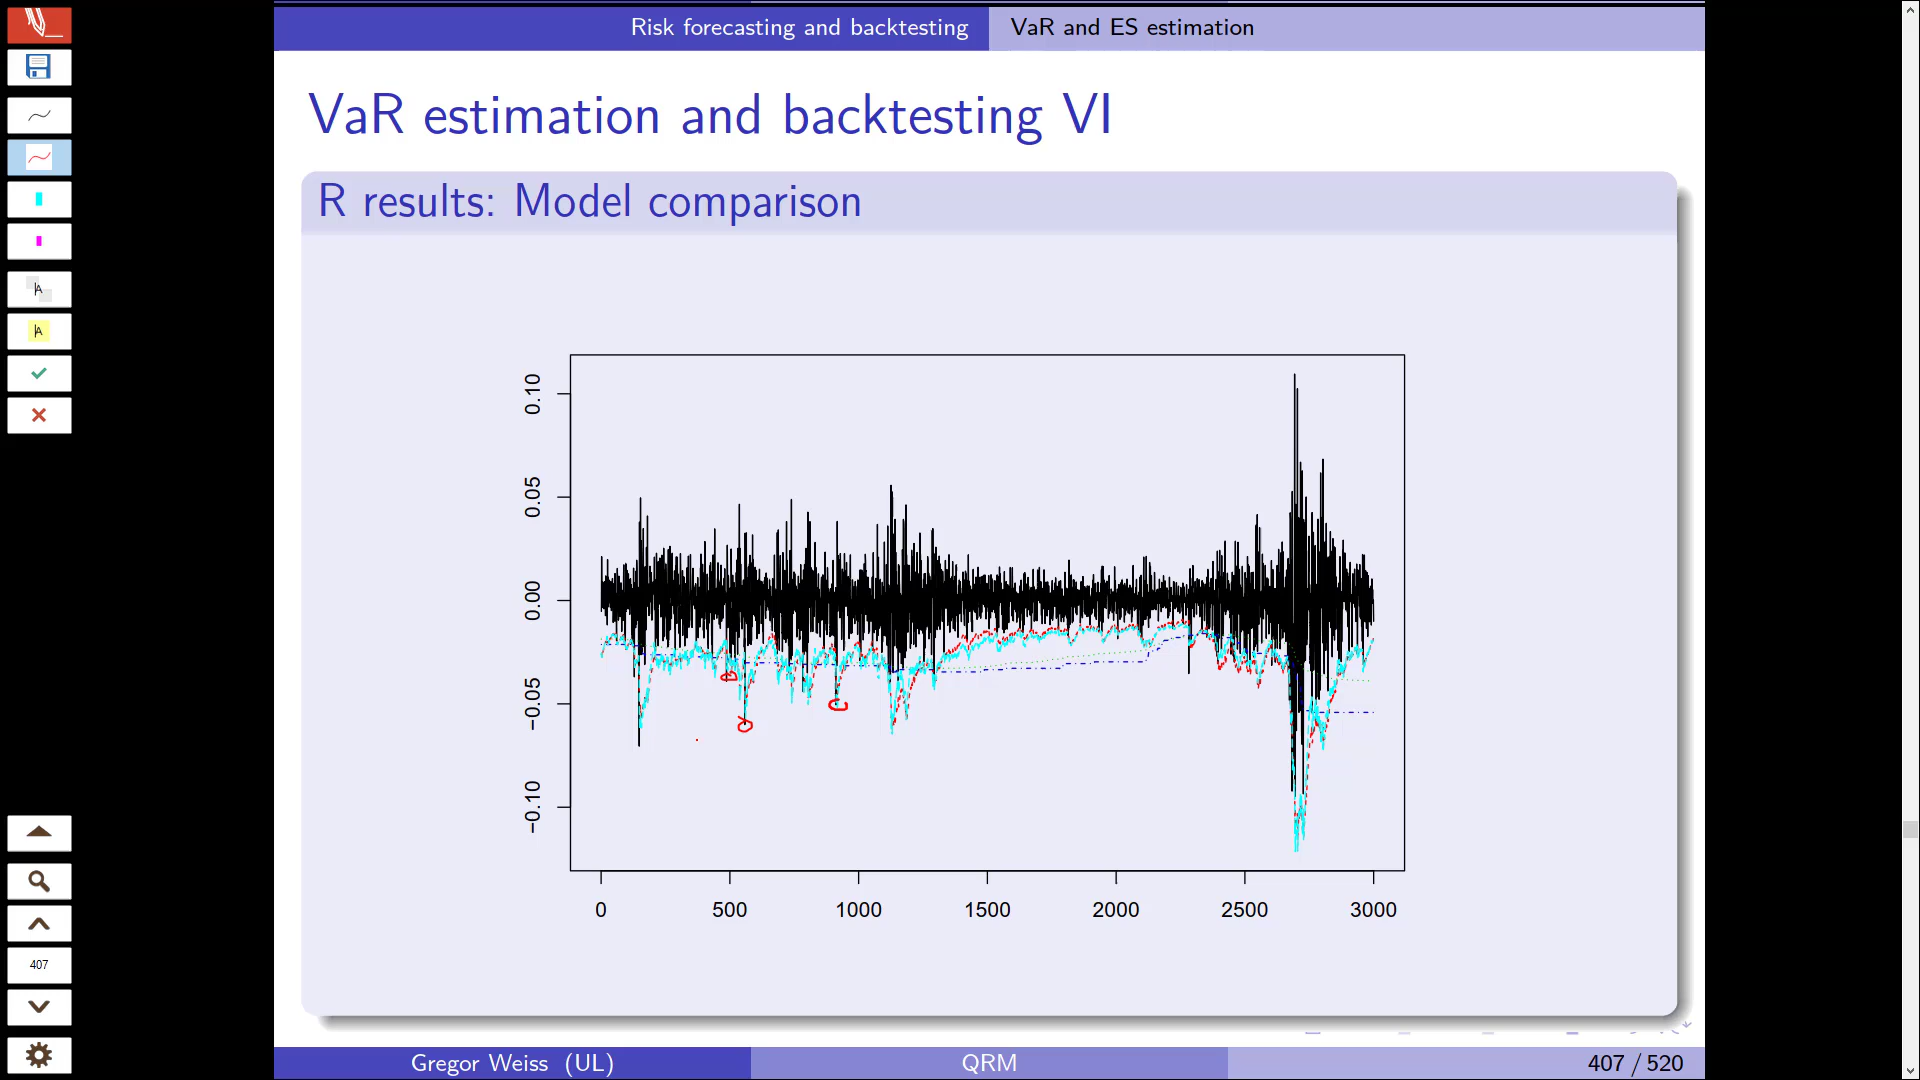 Risk forecasting and backtesting VaR and ES estimation
VaR estimation and backtesting VI
R results: Model comparison
0.10
0.05
0.00
−0.05
−0.10
0 500 1000 1500 2000 2500 3000
A
A
407
Gregor Weiss (UL) QRM 407 / 520